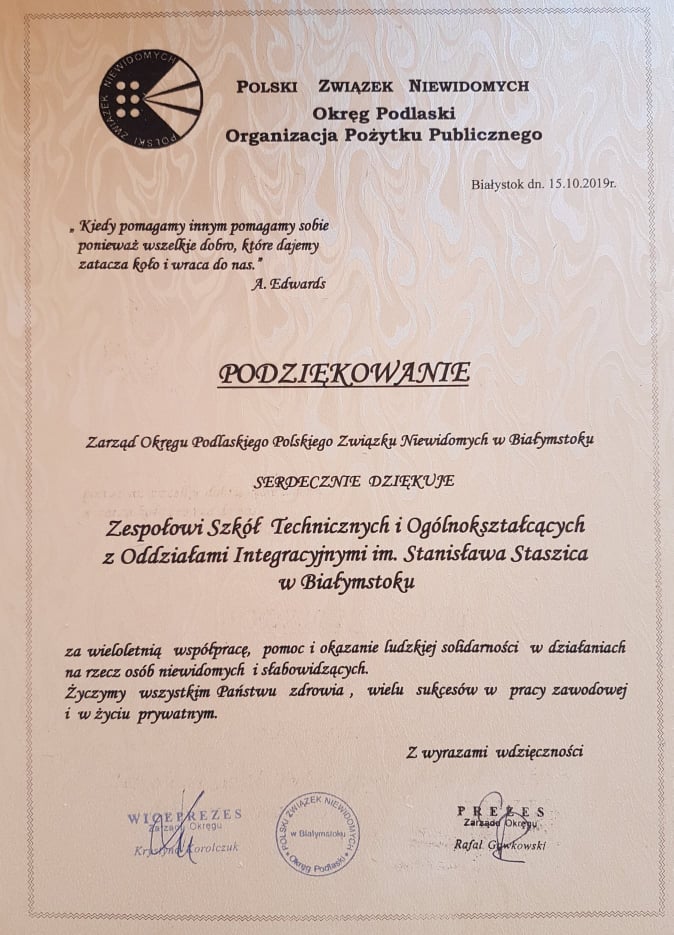 POLSKI ZWIĄZEK NIEWIDOMYCH
POLSKI ZWIĄZEK NIEWIDOMYCH
Okręg Podlaski
Organizacja Pożytku Publicznego
Białystok dn. 15.10.2019r.
„ Kiedy pomagamy innym pomagamy sobie
ponieważ wszelkie dobro, które dajemy
zatacza koło i wraca do nas.”
A. Edwards
PODZIĘKOWANIE
Zarząd Okręgu Podlaskiego Polskiego Związku Niewidomych w Białymstoku
SERDECZNIE DZIĘKUJE
Zespołowi Szkół Technicznych i Ogólnokształcących
z Oddziałami Integracyjnymi im. Stanisława Staszica
w Białymstoku
za wieloletnią współpracę, pomoc i okazanie ludzkiej solidarności w działaniach
na rzecz osób niewidomych i słabowidzących.
Życzymy wszystkim Państwu zdrowia , wielu sukcesów w pracy zawodowej
i w życiu prywatnym.
Z wyrazami wdzięczności
WICEPREZES
Zarządu Okręgu
Krystyna Korolczuk
POLSKI ZWIĄZEK NIEWIDOMYCH
w Białymstoku
* Okręg Podlaski *
PREZES
Zarządu Okręgu
Rafał